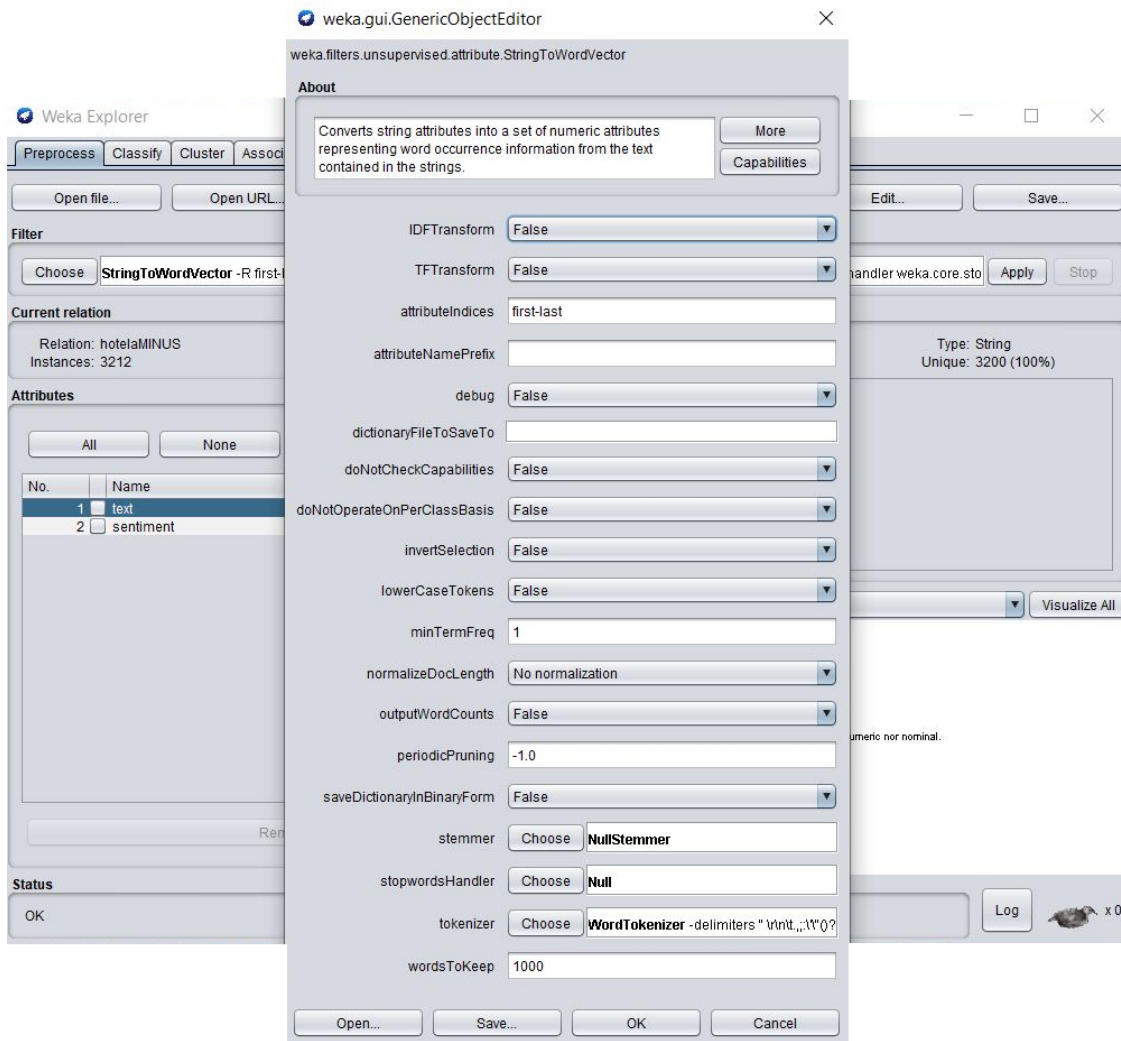 weka.gui.GenericObjectEditor
weka.filters.unsupervised.attribute.StringToWordVector
About
Converts string attributes into a set of numeric attributes
representing word occurrence information from the text
contained in the strings.
More
Capabilities
IDFTransform False
TFTransform False
attributeIndices first-last
attributeNamePrefix
debug False
dictionaryFileToSaveTo
doNotCheckCapabilities False
doNotOperateOnPerClassBasis False
invertSelection False
lowerCaseTokens False
minTermFreq 1
normalizeDocLength No normalization
outputWordCounts False
periodicPruning -1.0
saveDictionaryInBinaryForm False
stemmer Choose NullStemmer
stopwordsHandler Choose Null
tokenizer Choose WordTokenizer -delimiters " \r\n\t.,;:\'\"()?
wordsToKeep 1000
Open... Save... OK Cancel
Weka Explorer
Preprocess Classify Cluster Associ
Open file... Open URL... Edit... Save...
Filter
Choose StringToWordVector -R first-l
handler weka.core.sto Apply Stop
Current relation
Relation: hotelaMINUS
Instances: 3212
Type: String
Unique: 3200 (100%)
Attributes
All None
No. Name
1 text
2 sentiment
Rem
Visualize All
umeric nor nominal.
Status
OK
Log x 0